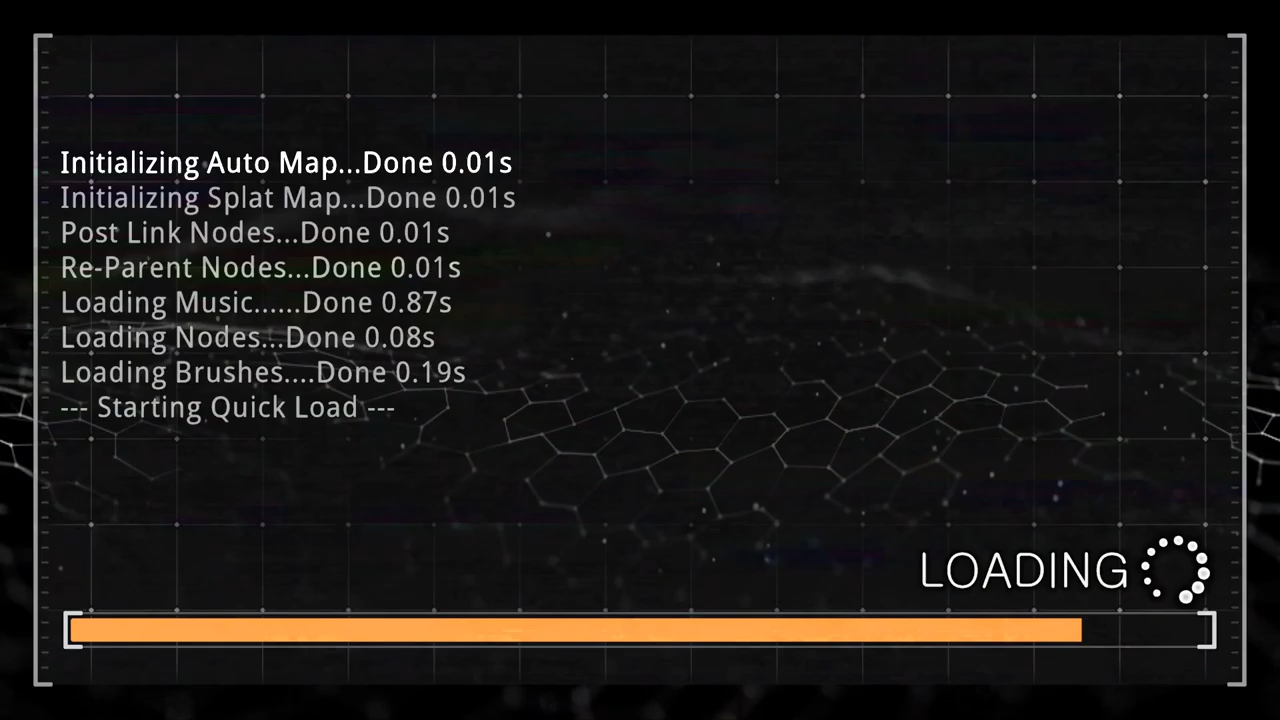 Initializing Auto Map...Done 0.01s
Initializing Splat Map...Done 0.01s
Post Link Nodes...Done 0.01s
Re-Parent Nodes...Done 0.01s
Loading Music......Done 0.87s
Loading Nodes...Done 0.08s
Loading Brushes....Done 0.19s
--- Starting Quick Load ---
LOADING